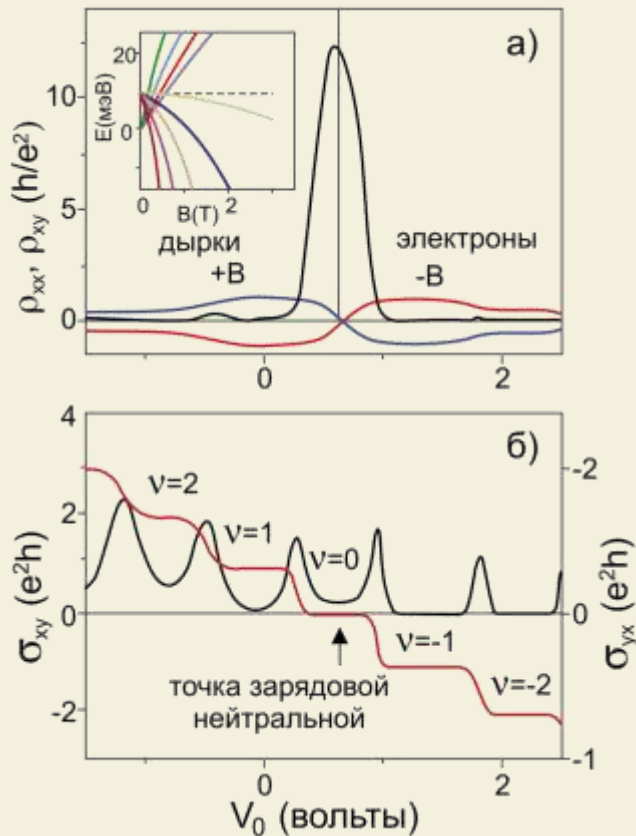 а)
20
E(мэВ)
0
0
2
B(T)
10
5
0
ρxx, ρxy (h/e²)
дырки
+B
электроны
-B
0
2
б)
4
2
0
-2
σxy (e²h)
ν=2
ν=1
ν=0
ν=-1
ν=-2
точка зарядовой
нейтральной
-2
0
-1
σyx (e²h)
0
2
V₀ (вольты)